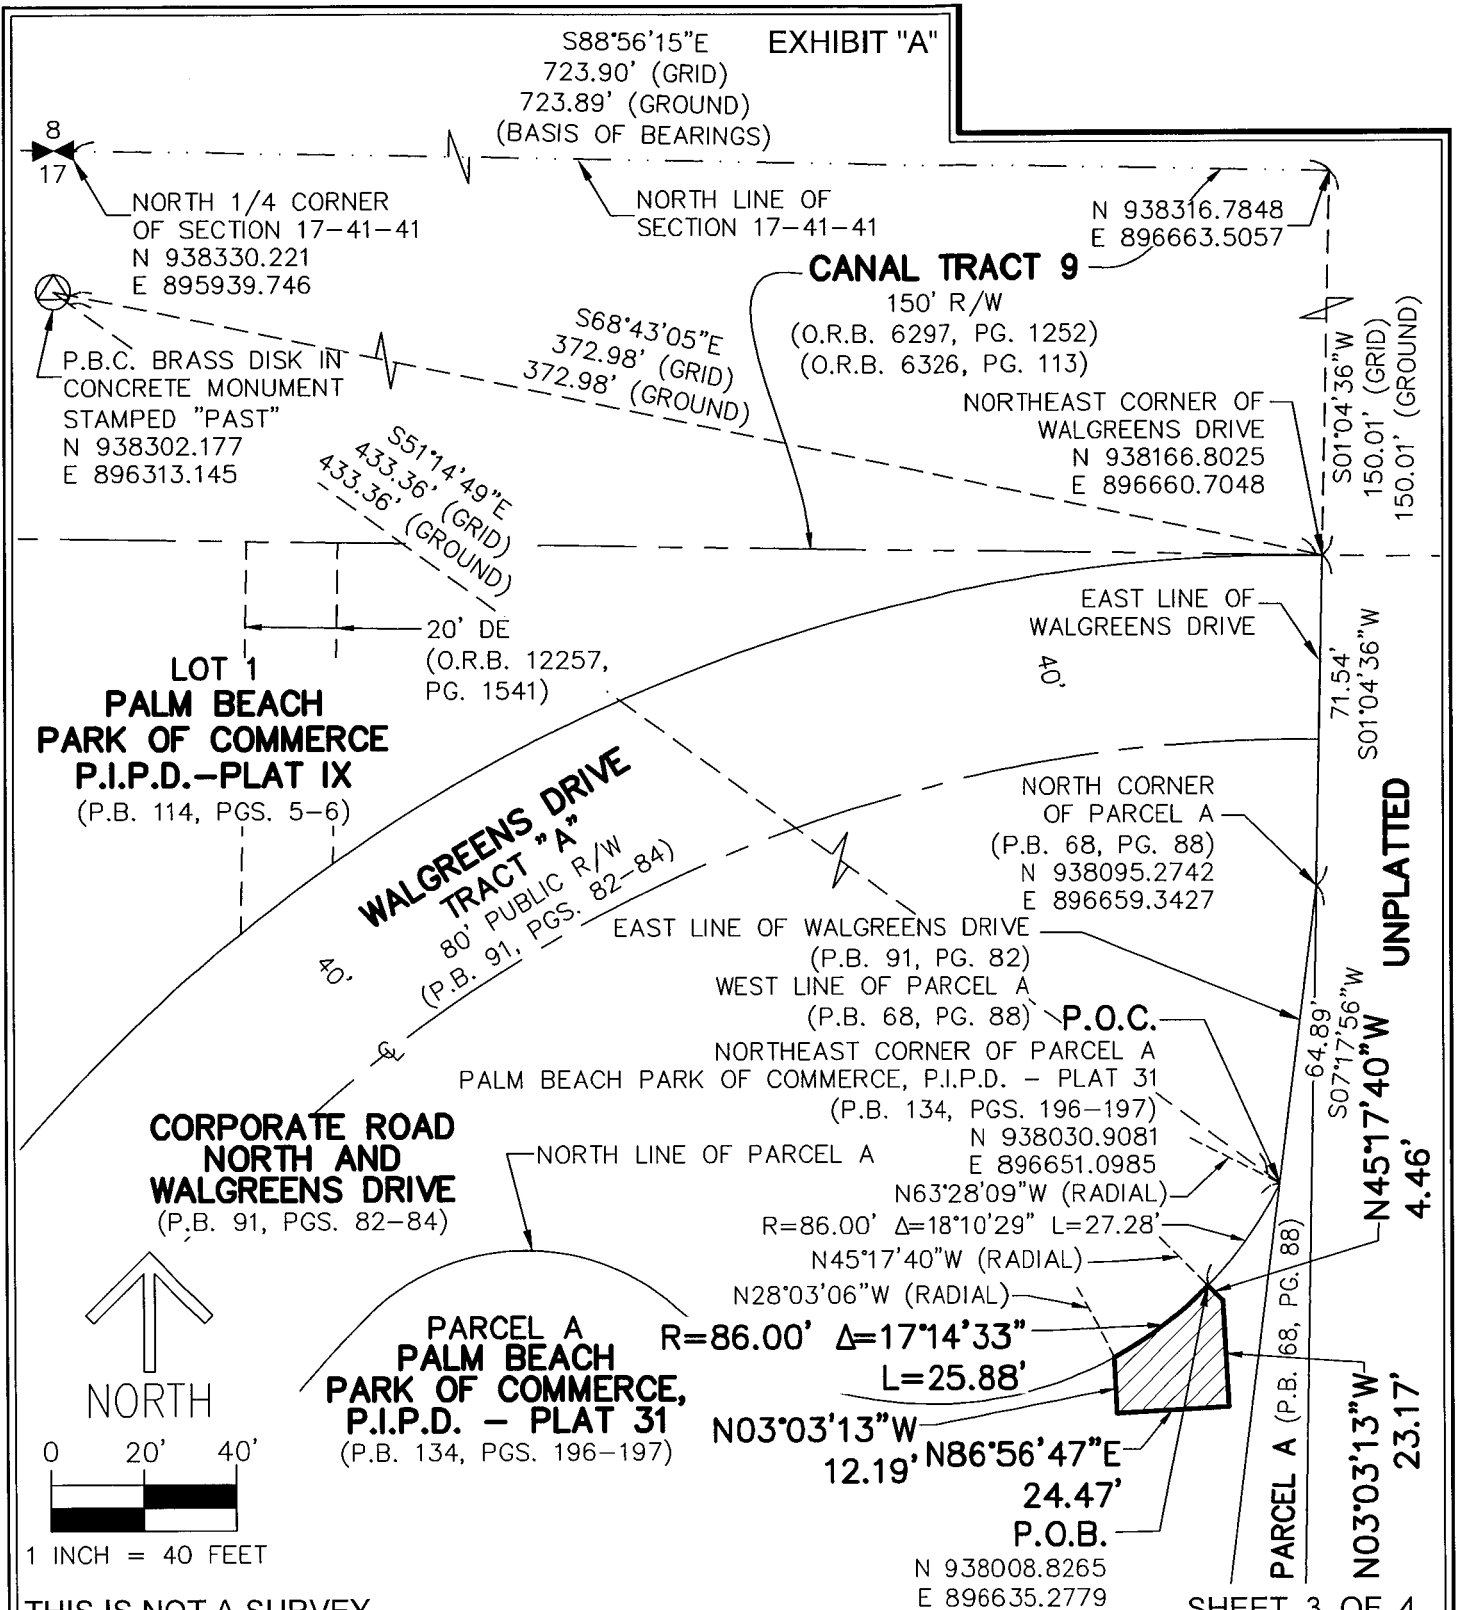 EXHIBIT "A"
S88°56'15"E
723.90' (GRID)
723.89' (GROUND)
(BASIS OF BEARINGS)
8
17
NORTH 1/4 CORNER
OF SECTION 17-41-41
N 938330.221
E 895939.746
NORTH LINE OF
SECTION 17-41-41
N 938316.7848
E 896663.5057
CANAL TRACT 9
150' R/W
(O.R.B. 6297, PG. 1252)
(O.R.B. 6326, PG. 113)
P.B.C. BRASS DISK IN
CONCRETE MONUMENT
STAMPED "PAST"
N 938302.177
E 896313.145
S68°43'05"E
372.98' (GRID)
372.98' (GROUND)
S01°04'36"W
150.01' (GRID)
150.01' (GROUND)
NORTHEAST CORNER OF
WALGREENS DRIVE
N 938166.8025
E 896660.7048
S51°14'49"E
433.36' (GRID)
433.36' (GROUND)
20' DE
(O.R.B. 12257,
PG. 1541)
EAST LINE OF
WALGREENS DRIVE
40'
71.54'
S01°04'36"W
LOT 1
PALM BEACH
PARK OF COMMERCE
P.I.P.D.-PLAT IX
(P.B. 114, PGS. 5-6)
WALGREENS DRIVE
TRACT "A"
80' PUBLIC R/W
(P.B. 91, PGS. 82-84)
40'
NORTH CORNER
OF PARCEL A
(P.B. 68, PG. 88)
N 938095.2742
E 896659.3427
UNPLATTED
EAST LINE OF WALGREENS DRIVE
(P.B. 91, PG. 82)
WEST LINE OF PARCEL A
(P.B. 68, PG. 88)
64.89'
S07°17'56"W
P.O.C.
NORTHEAST CORNER OF PARCEL A
PALM BEACH PARK OF COMMERCE, P.I.P.D. - PLAT 31
(P.B. 134, PGS. 196-197)
N 938030.9081
E 896651.0985
N45°17'40"W
4.46'
CORPORATE ROAD
NORTH AND
WALGREENS DRIVE
(P.B. 91, PGS. 82-84)
NORTH LINE OF PARCEL A
N63°28'09"W (RADIAL)
R=86.00' Δ=18°10'29" L=27.28'
N45°17'40"W (RADIAL)
N28°03'06"W (RADIAL)
R=86.00' Δ=17°14'33"
L=25.88'
PARCEL A
PALM BEACH
PARK OF COMMERCE,
P.I.P.D. - PLAT 31
(P.B. 134, PGS. 196-197)
N03°03'13"W
12.19'
N86°56'47"E
24.47'
P.O.B.
N 938008.8265
E 896635.2779
PARCEL A (P.B. 68, PG. 88)
N03°03'13"W
23.17'
NORTH
0 20' 40'
1 INCH = 40 FEET
THIS IS NOT A SURVEY
SHEET 3 OF 4